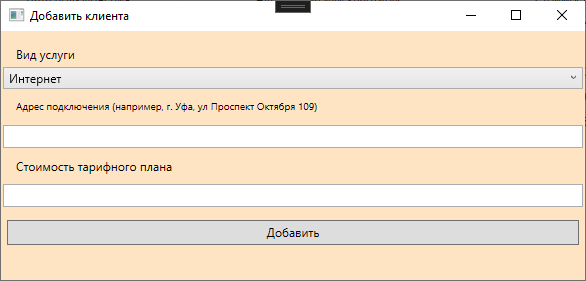 Добавить клиента
Вид услуги
Интернет
Адрес подключения (например, г. Уфа, ул Проспект Октября 109)
Стоимость тарифного плана
Добавить